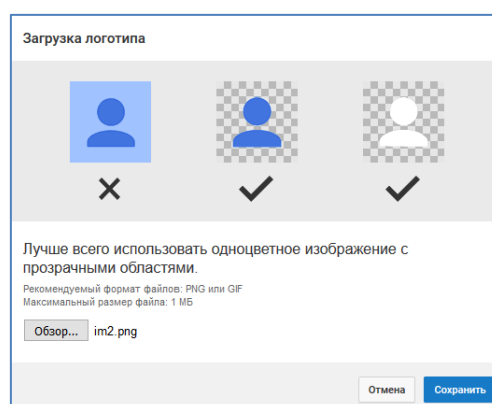 Загрузка логотипа
Лучше всего использовать одноцветное изображение с
прозрачными областями.
Рекомендуемый формат файлов: PNG или GIF
Максимальный размер файла: 1 МБ
Обзор... im2.png
Отмена Сохранить